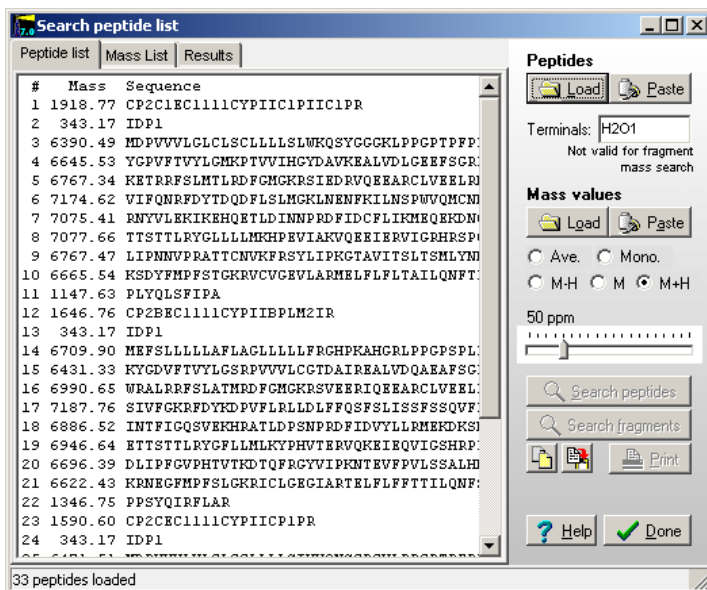 7.0 Search peptide list
Peptide list Mass List Results
# Mass Sequence
1 1918.77 CP2C1EC1111CYPIIC1PIIC1PR
2 343.17 IDP1
3 6390.49 MDPVVVLGLCLSCLLLLSLWKQSYGGGKLPPGPTPFP
4 6645.53 YGPVFTVYLGMKPTVVIHGYDAVKEALVDLGEEFSGR
5 6767.34 KETRRFSLMTLRDFGMGKRSIEDRVQEEARCLVEELR
6 7174.62 VIFQNRFDYTDQDFLSLMGKLNENFKILNSPWVQMCN
7 7075.41 RNYVLEKIKEHQETLDINNPRDFIDCFLIKMEQEKDN
8 7077.66 TTSTTLRYGLLLLMKHPEVIAKVQEEIERVIGRHRSP
9 6767.47 LIPNNVPRATTCNVKFRSYLIPKGTAVITSLTSMLYN
10 6665.54 KSDYFMPFSTGKRVCVGEVLARMELFLFLTAILQNFT
11 1147.63 PLYQLSFIPA
12 1646.76 CP2BEC1111CYPIIBPLM2IR
13 343.17 IDP1
14 6709.90 MEFSLLLLLAFLAGLLLLLFRGHPKAHGRLPPGPSPL
15 6431.33 KYGDVFTVYLGSRPVVVLCGTDAIREALVDQAEAFSG
16 6990.65 WRALRRFSLATMRDFGMGKRSVEERIQEEARCLVEEL
17 7187.76 SIVFGKRFDYKDPVFLRLLDLFFQSFSLISSFSSQVF
18 6886.52 INTFIGQSVEKHRATLDPSNPRDFIDVYLLRMEKDKS
19 6946.64 ETTSTTLRYGFLLMLKYPHVTERVQKEIEQVIGSHRP
20 6696.39 DLIPFGVPHTVTKDTQFRGYVIPKNTEVFPVLSSALH
21 6622.43 KRNEGFMPFSLGKRICLGEGIARTELFLFFTTILQNF
22 1346.75 PPSYQIRFLAR
23 1590.60 CP2CEC1111CYPIICP1PR
24 343.17 IDP1
Peptides
Load Paste
Terminals: H2O1
Not valid for fragment
mass search
Mass values
Load Paste
Ave. Mono.
M-H M M+H
50 ppm
Search peptides
Search fragments
Print
Help Done
33 peptides loaded